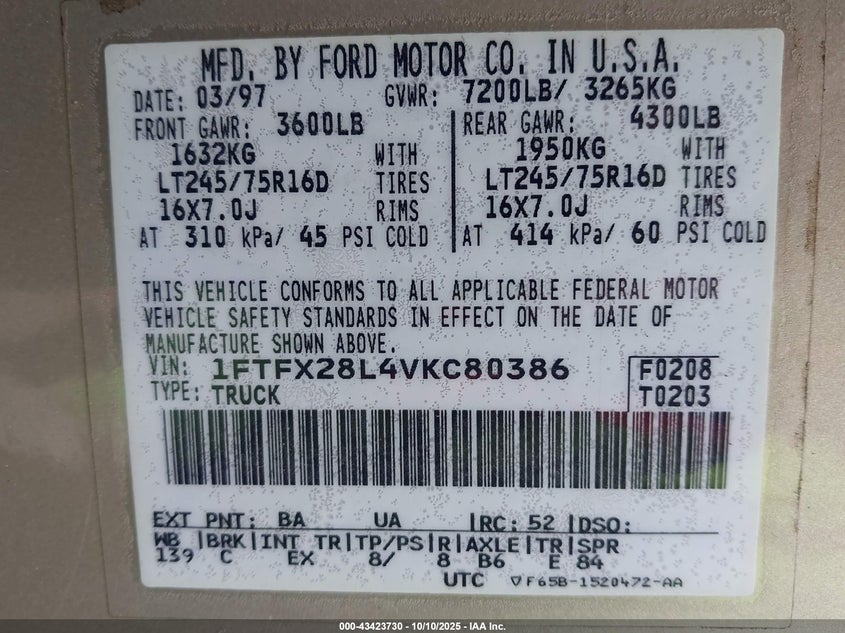 MFD. BY FORD MOTOR CO. IN U.S.A.
DATE: 03/97 GVWR: 7200LB/ 3265KG
FRONT GAWR: 3600LB REAR GAWR: 4300LB
1632KG WITH 1950KG WITH
LT245/75R16D TIRES LT245/75R16D TIRES
16X7.0J RIMS 16X7.0J RIMS
AT 310 kPa/ 45 PSI COLD AT 414 kPa/ 60 PSI COLD
THIS VEHICLE CONFORMS TO ALL APPLICABLE FEDERAL MOTOR
VEHICLE SAFETY STANDARDS IN EFFECT ON THE DATE OF
MANUFACTURE SHOWN ABOVE.
VIN: 1FTFX28L4VKC80386 F0208
TYPE: TRUCK T0203
EXT PNT: BA UA |RC: 52 |DSO:
WB |BRK|INT TR|TP/PS|R|AXLE|TR|SPR
139 C EX 8/ 8 B6 E 84
UTC ▽F65B-1520472-AA
000-43423730 - 10/10/2025 - IAA Inc.